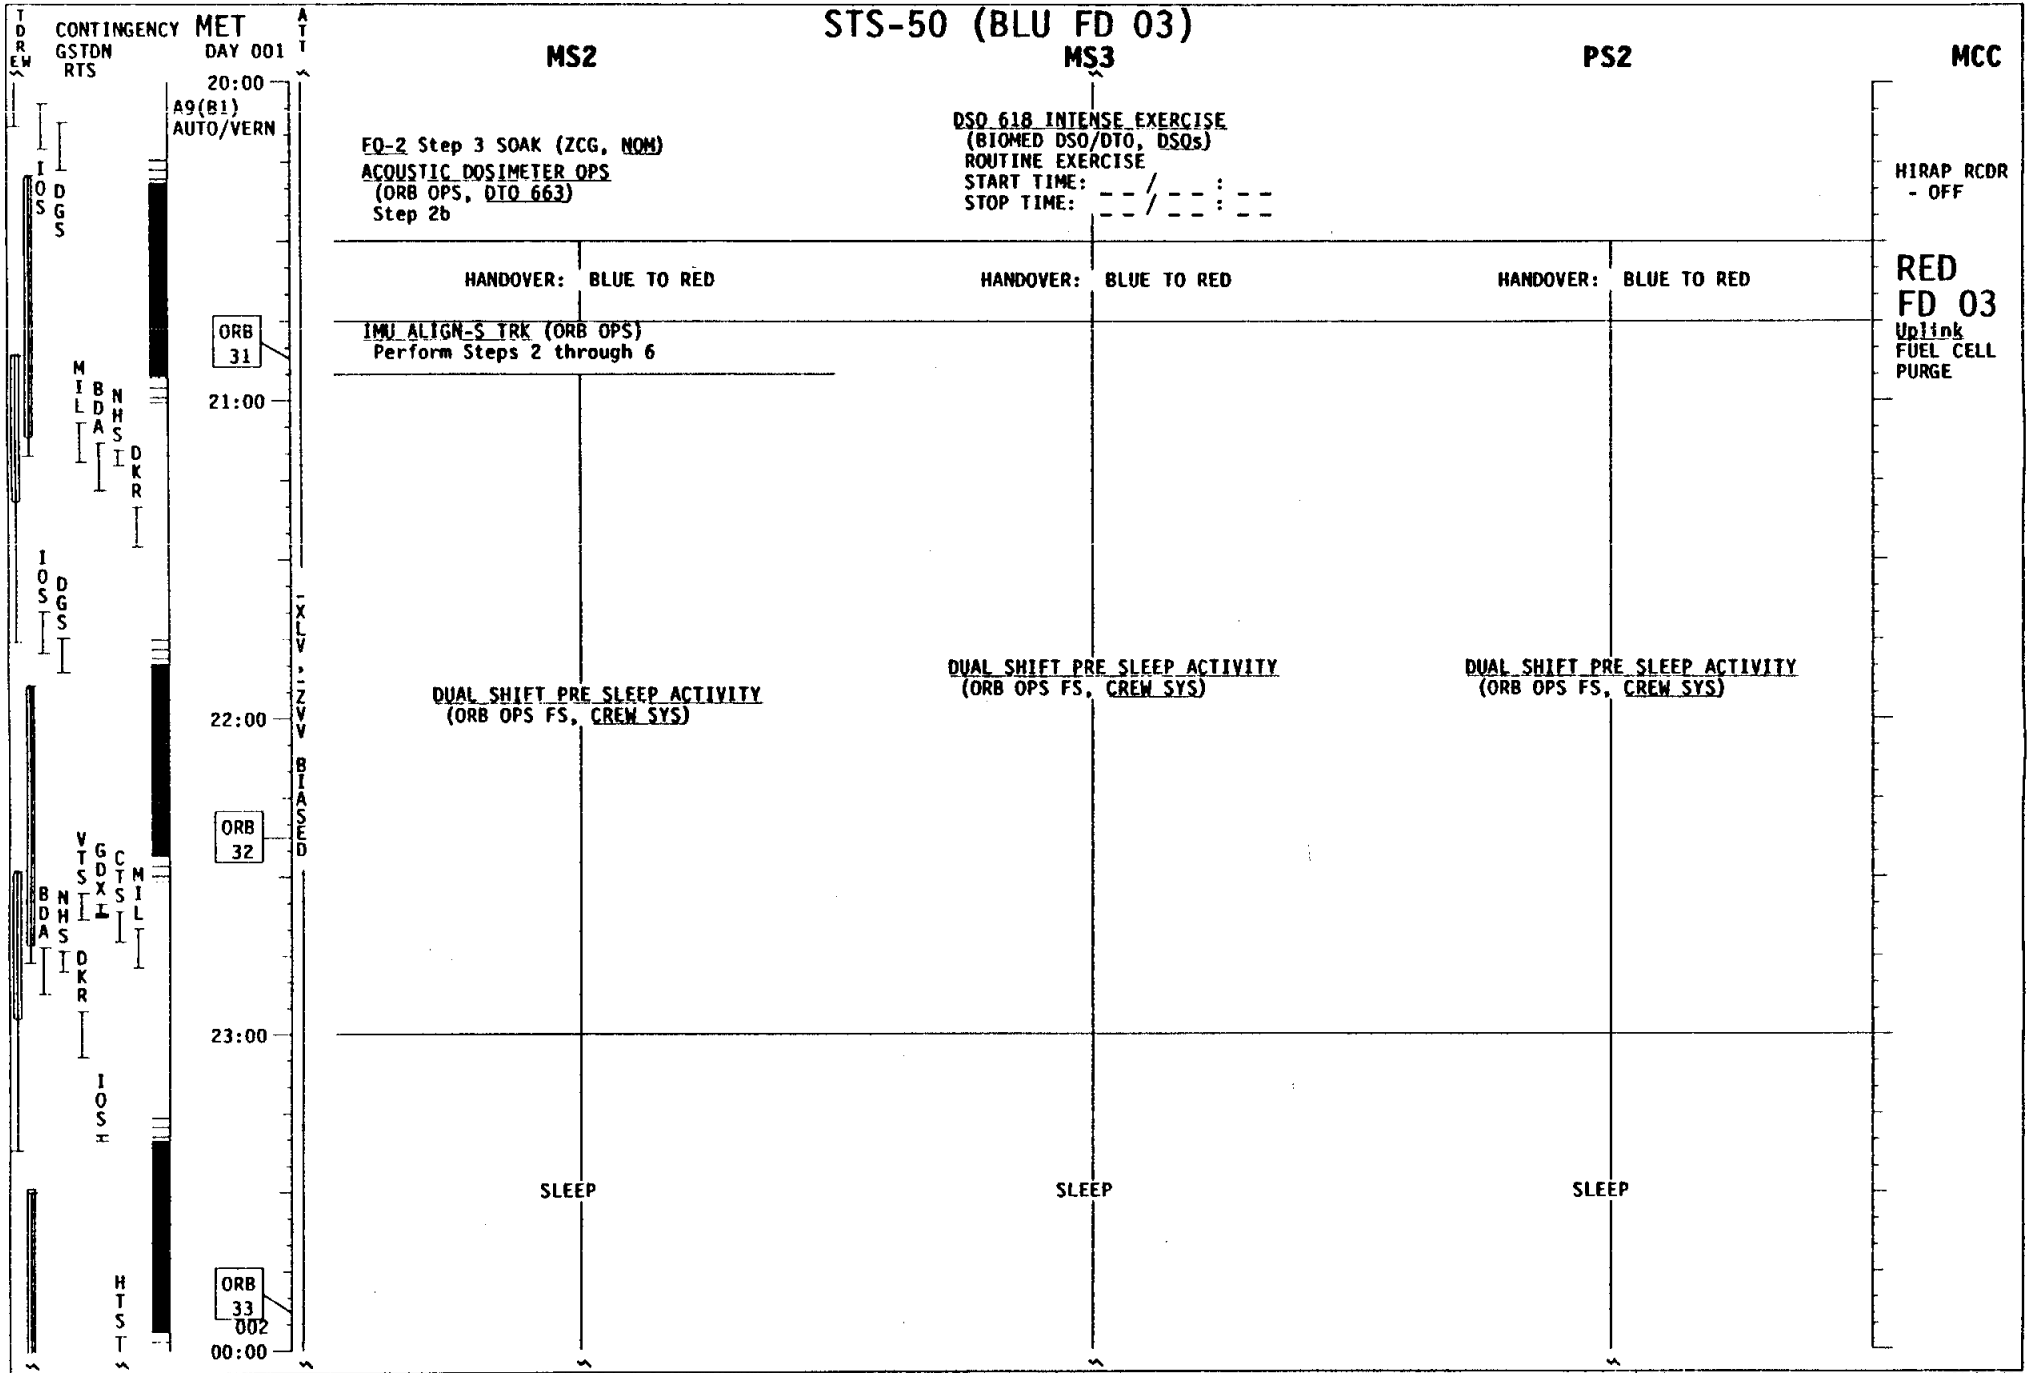 STS-50 (BLU FD 03)
TDRE W
CONTINGENCY
GSTDN
RTS
MET
DAY 001
ATT
MS2
MS3
PS2
MCC
20:00
A9(B1)
AUTO/VERN
IOS
DGS
FQ-2 Step 3 SOAK (ZCG, NOM)
ACOUSTIC DOSIMETER OPS
(ORB OPS, DTO 663)
Step 2b
DSO 618 INTENSE EXERCISE
(BIOMED DSO/DTO, DSOs)
ROUTINE EXERCISE
START TIME: _ _ / _ _ : _ _
STOP TIME: _ _ / _ _ : _ _
HIRAP RCDR
- OFF
HANDOVER: BLUE TO RED
HANDOVER: BLUE TO RED
HANDOVER: BLUE TO RED
RED
FD 03
Uplink
FUEL CELL
PURGE
ORB
31
IMU ALIGN-S TRK (ORB OPS)
Perform Steps 2 through 6
MIL
BDA
NHS
DKR
21:00
IOS
DGS
-XLV,-ZVV BIASED
DUAL SHIFT PRE SLEEP ACTIVITY
(ORB OPS FS, CREW SYS)
DUAL SHIFT PRE SLEEP ACTIVITY
(ORB OPS FS, CREW SYS)
DUAL SHIFT PRE SLEEP ACTIVITY
(ORB OPS FS, CREW SYS)
22:00
ORB
32
VTS
GDX
CTS
MIL
BDA
NHS
DKR
23:00
IOS
SLEEP
SLEEP
SLEEP
HTS
ORB
33
002
00:00